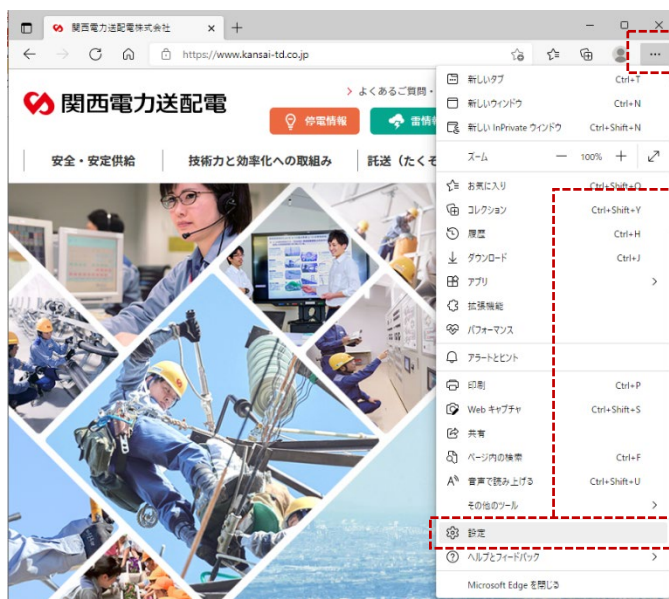 関西電力送配電株式会社
https://www.kansai-td.co.jp
関西電力送配電
よくあるご質問・
停電情報
雷情
安全・安定供給
技術力と効率化への取組み
託送（たくそ
新しいタブ Ctrl+T
新しいウィンドウ Ctrl+N
新しい InPrivate ウィンドウ Ctrl+Shift+N
ズーム — 100% +
お気に入り Ctrl+Shift+O
コレクション Ctrl+Shift+Y
履歴 Ctrl+H
ダウンロード Ctrl+J
アプリ
拡張機能
パフォーマンス
アラートとヒント
印刷 Ctrl+P
Web キャプチャ Ctrl+Shift+S
共有
ページ内の検索 Ctrl+F
音声で読み上げる Ctrl+Shift+U
その他のツール
設定
ヘルプとフィードバック
Microsoft Edge を閉じる